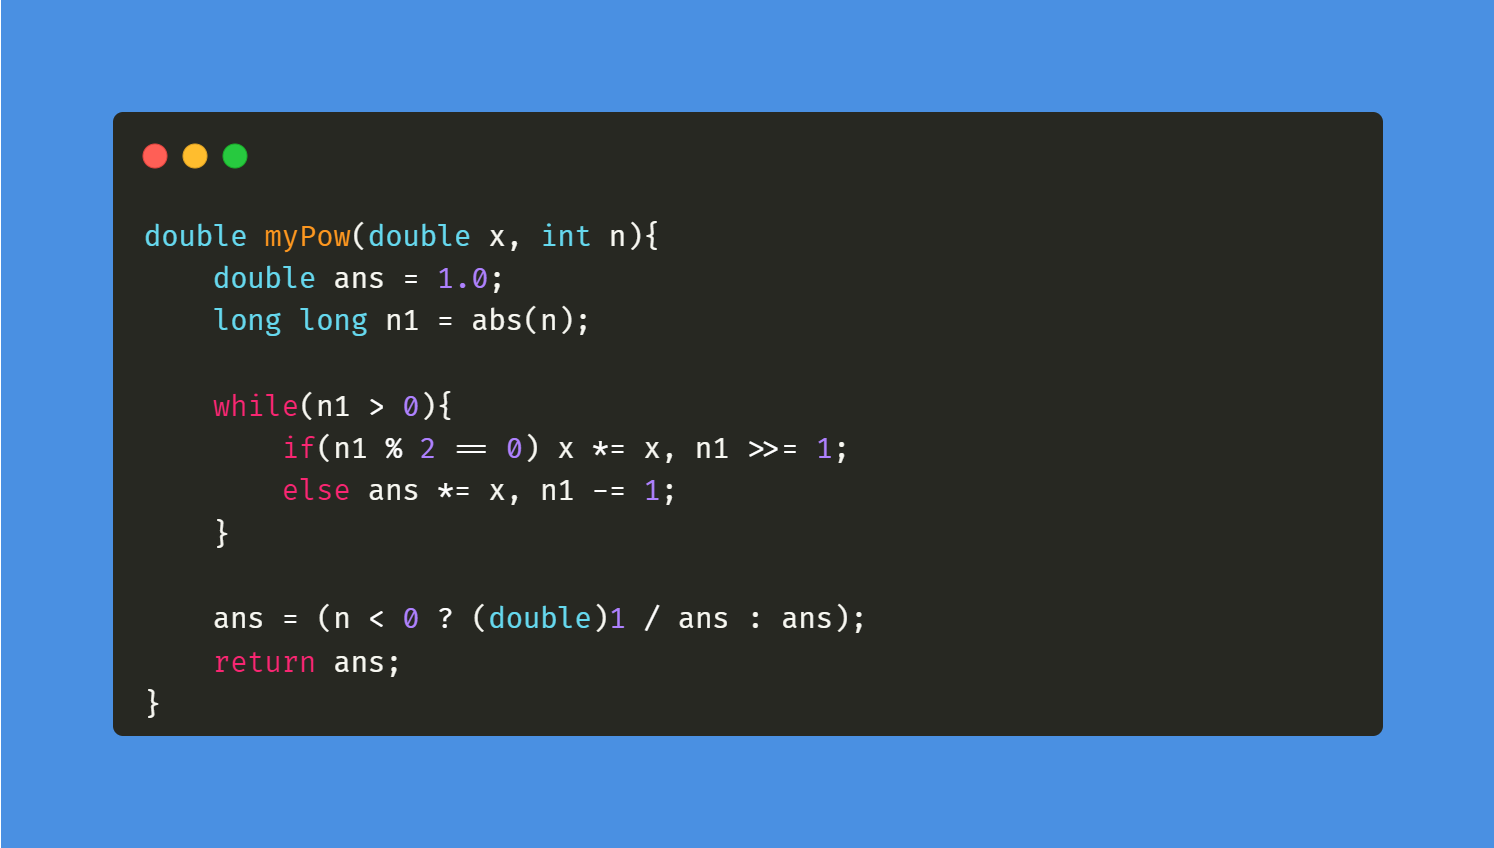 double myPow(double x, int n){
    double ans = 1.0;
    long long n1 = abs(n);
    while(n1 > 0){
        if(n1 % 2 == 0) x *= x, n1 >>= 1;
        else ans *= x, n1 -= 1;
    }
    ans = (n < 0 ? (double)1 / ans : ans);
    return ans;
}